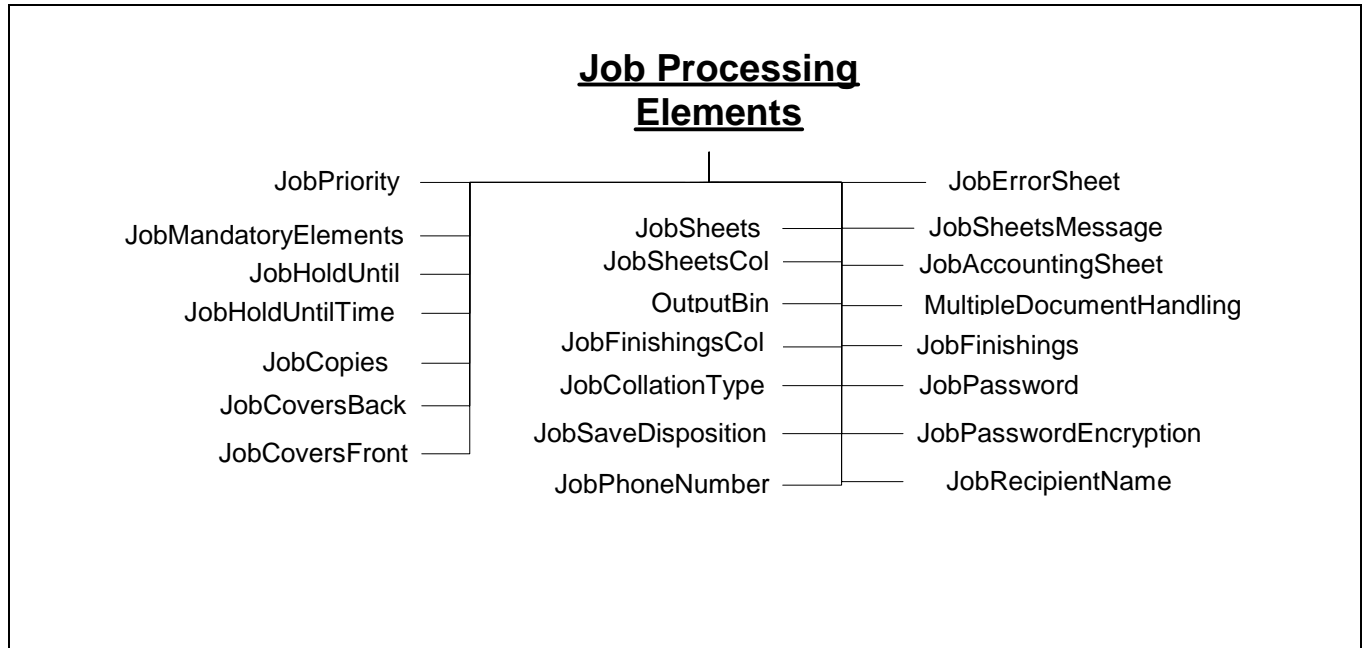 Job Processing
Elements
JobPriority
JobMandatoryElements
JobHoldUntil
JobHoldUntilTime
JobCopies
JobCoversBack
JobCoversFront
JobSheets
JobSheetsCol
OutputBin
JobFinishingsCol
JobCollationType
JobSaveDisposition
JobPhoneNumber
JobErrorSheet
JobSheetsMessage
JobAccountingSheet
MultipleDocumentHandling
JobFinishings
JobPassword
JobPasswordEncryption
JobRecipientName